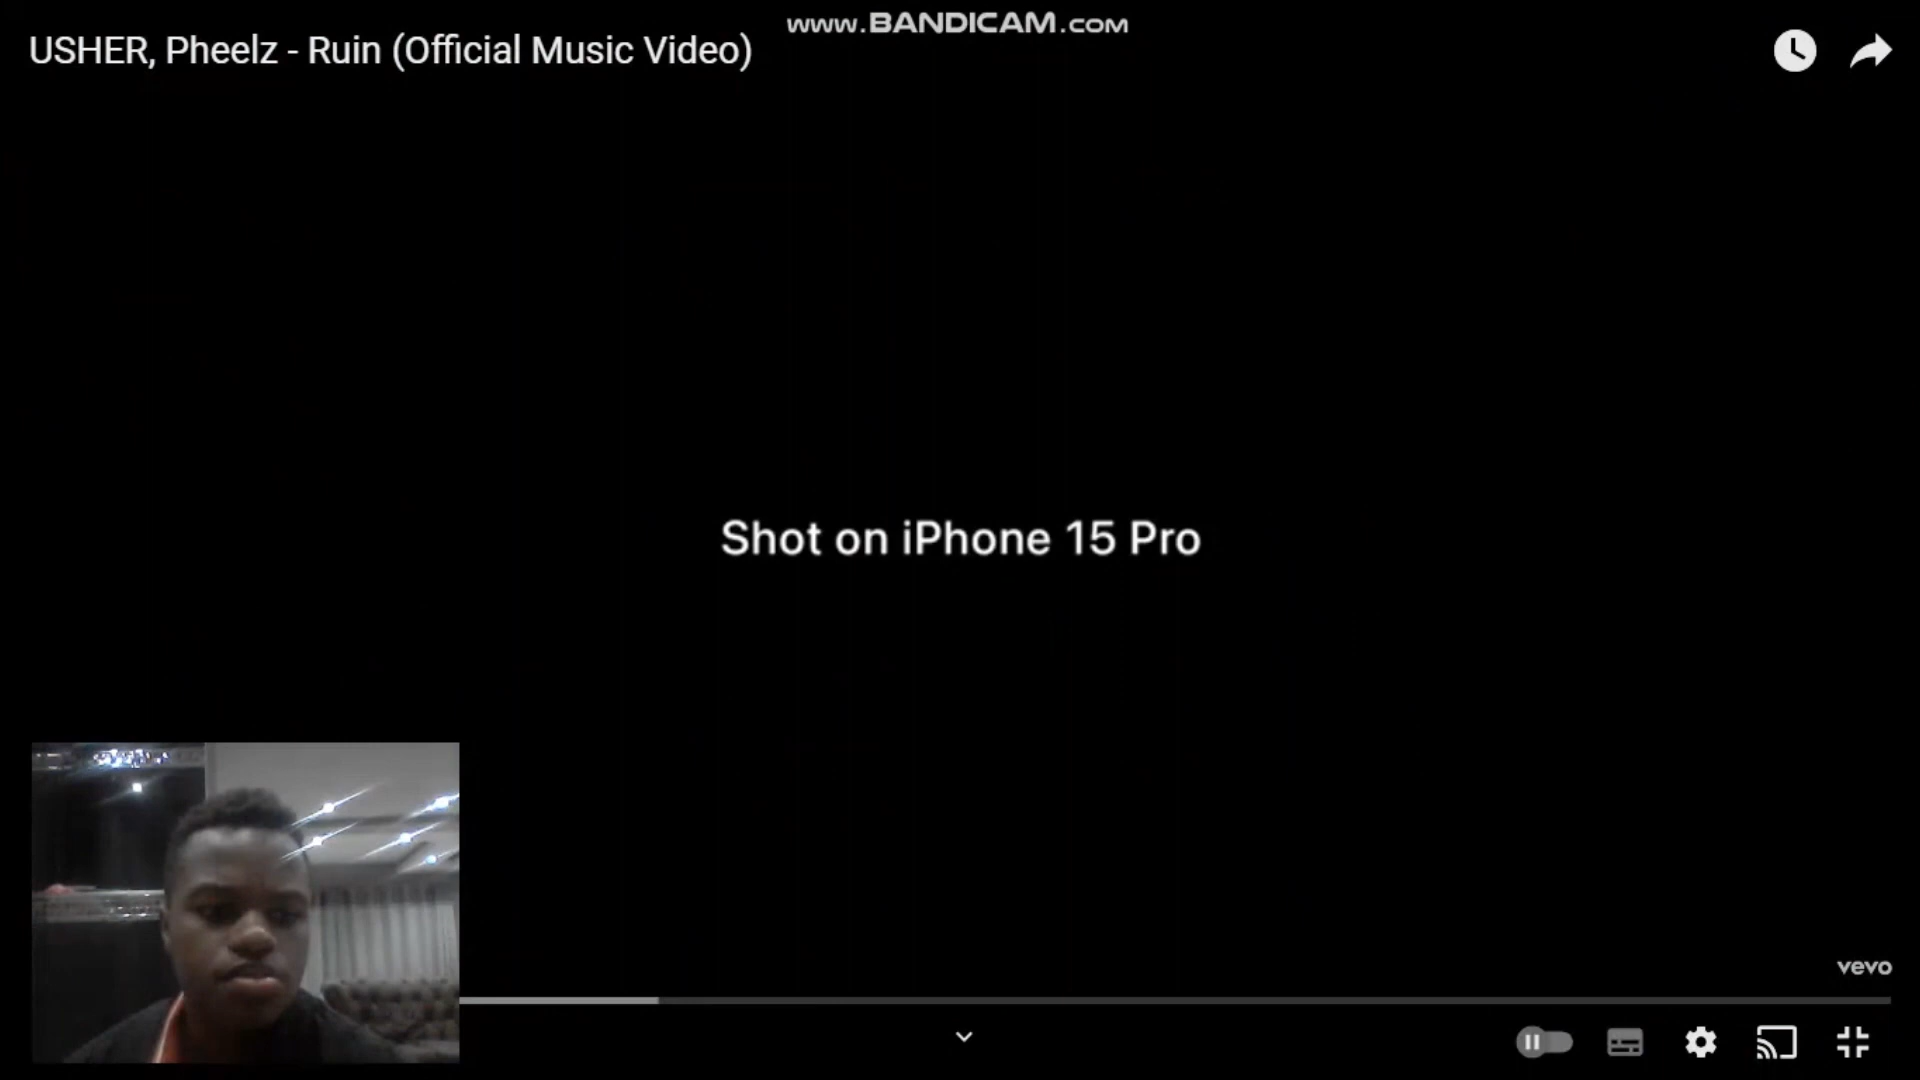 www.BANDICAM.COM
USHER, Pheelz - Ruin (Official Music Video)
Shot on iPhone 15 Pro
vevo